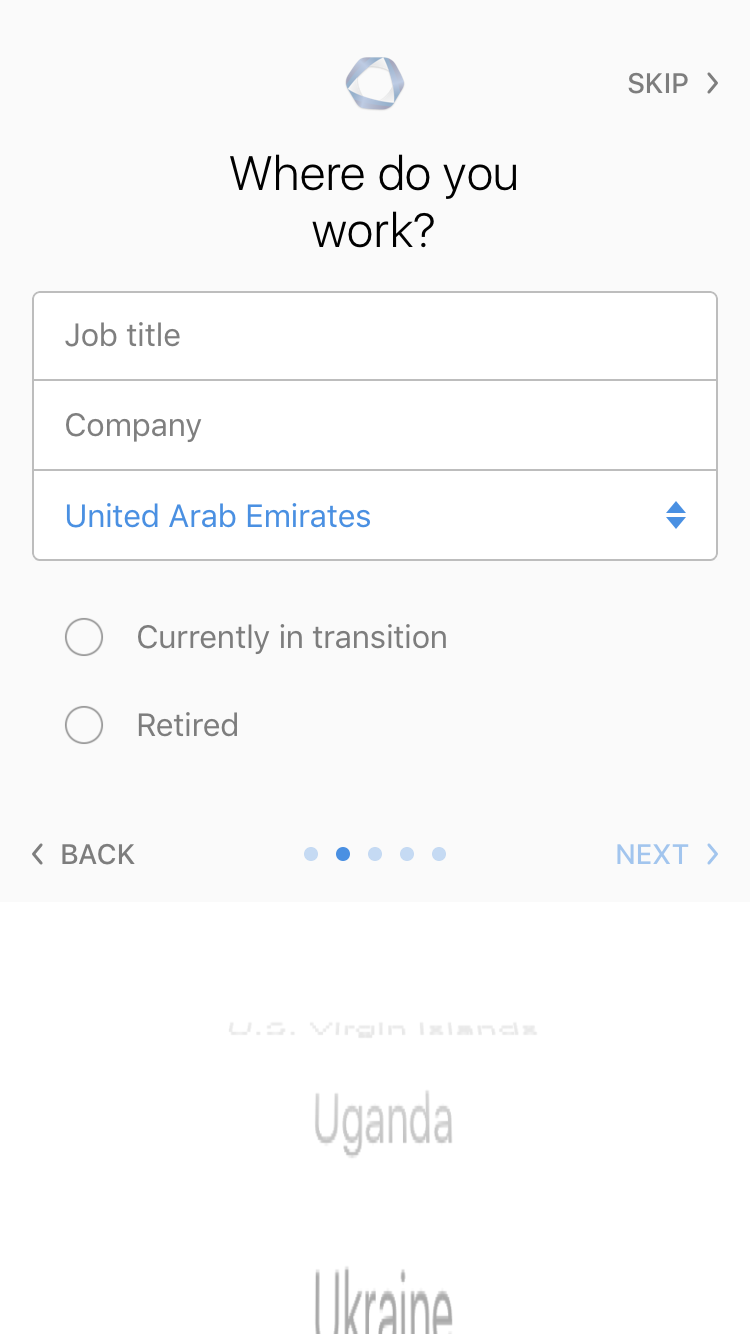 SKIP
Where do you
work?
Job title
Company
United Arab Emirates
Currently in transition
Retired
BACK
NEXT
U.S. Virgin Islands
Uganda
Ukraine